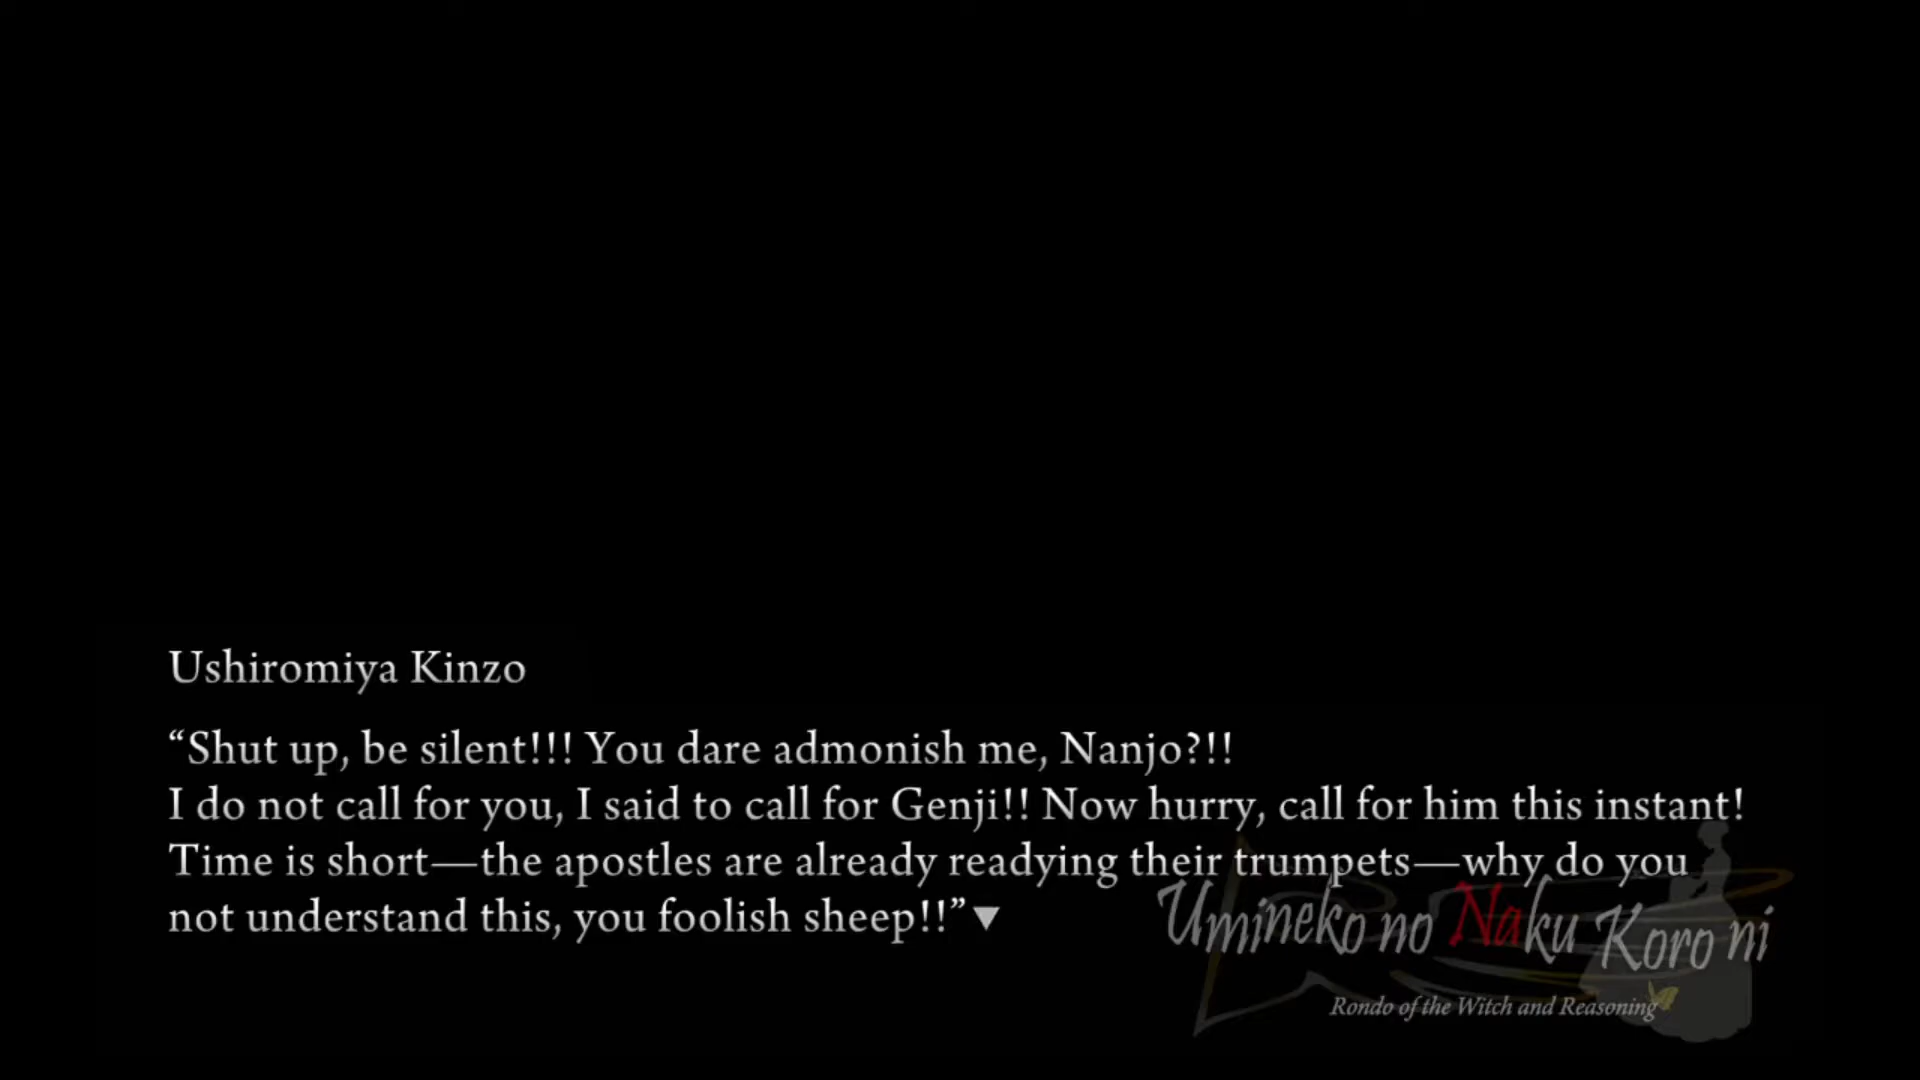 Ushiromiya Kinzo
“Shut up, be silent!!! You dare admonish me, Nanjo?!!
I do not call for you, I said to call for Genji!! Now hurry, call for him this instant!
Time is short—the apostles are already readying their trumpets—why do you
not understand this, you foolish sheep!!”▼
Umineko no Naku Koro ni
Rondo of the Witch and Reasoning